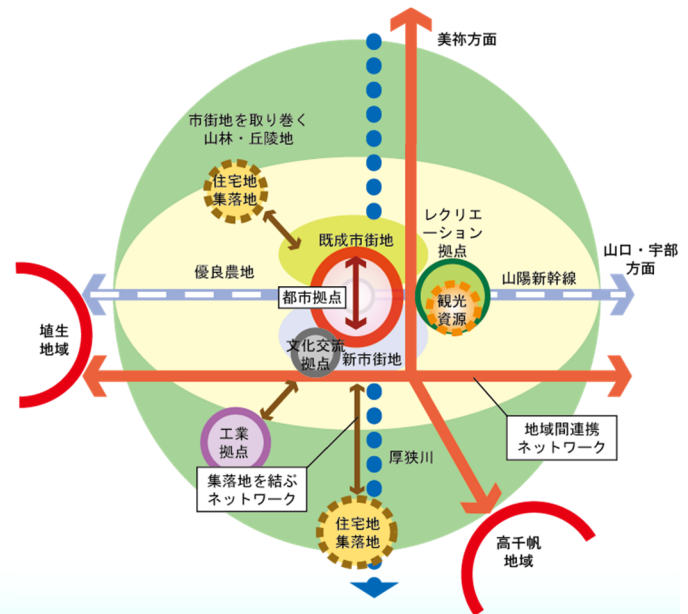 美祢方面
市街地を取り巻く
山林・丘陵地
住宅地
集落地
レクリエ
ーション
拠点
既成市街地
山口・宇部
方面
優良農地
山陽新幹線
都市拠点
観光
資源
埴生
地域
文化交流
拠点
新市街地
工業
拠点
地域間連携
ネットワーク
厚狭川
集落地を結ぶ
ネットワーク
住宅地
集落地
高千帆
地域